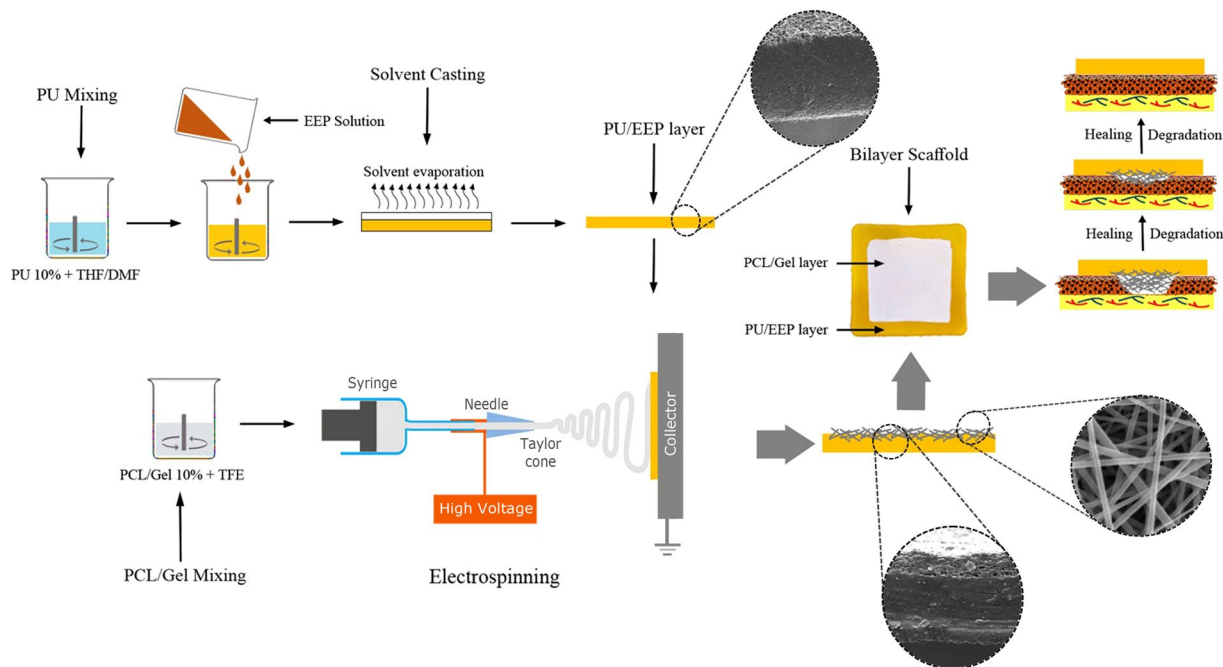 PU Mixing
EEP Solution
Solvent Casting
Solvent evaporation
PU 10% + THF/DMF
PU/EEP layer
Bilayer Scaffold
PCL/Gel layer
PU/EEP layer
Healing Degradation
Healing Degradation
Syringe
Needle
Taylor
cone
High Voltage
Collector
PCL/Gel 10% + TFE
PCL/Gel Mixing
Electrospinning